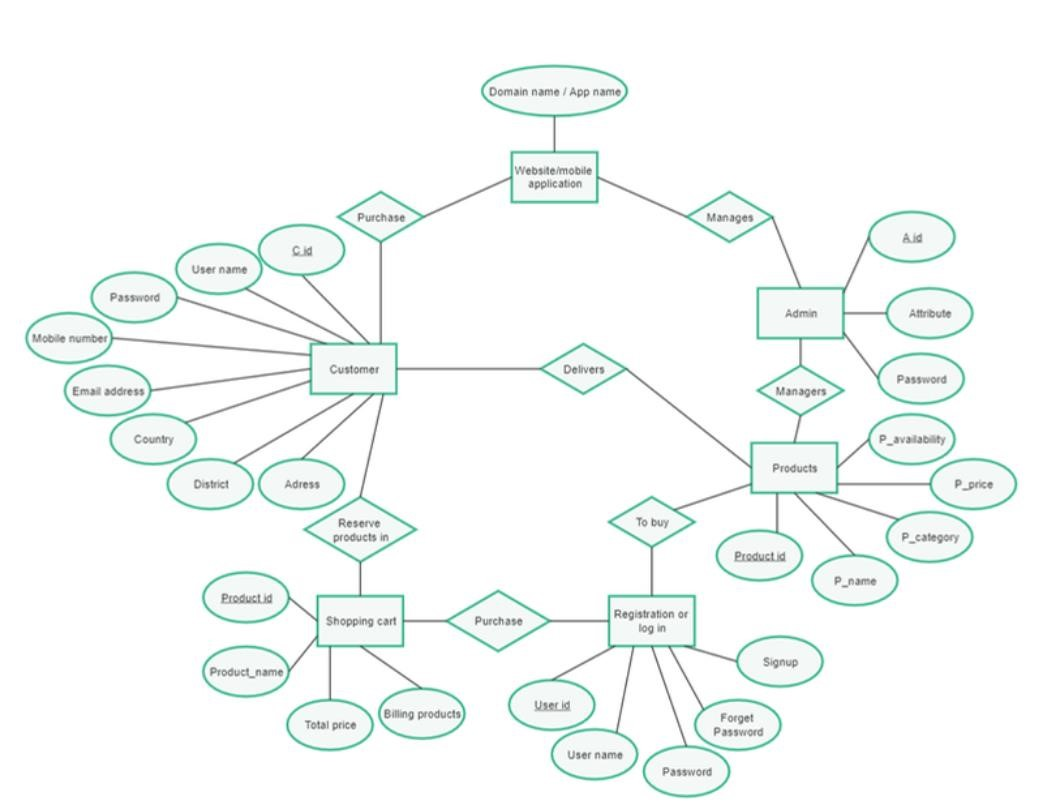 Domain name / App name
Website/mobile
application
Purchase
Manages
C id
A id
User name
Password
Attribute
Admin
Mobile number
Customer
Delivers
Password
Email address
Managers
Country
P_availability
Products
District
Adress
P_price
Reserve
products in
To buy
P_category
Product id
P_name
Product id
Shopping cart
Purchase
Registration or
log in
Signup
Product_name
User id
Billing products
Total price
Forget
Password
User name
Password